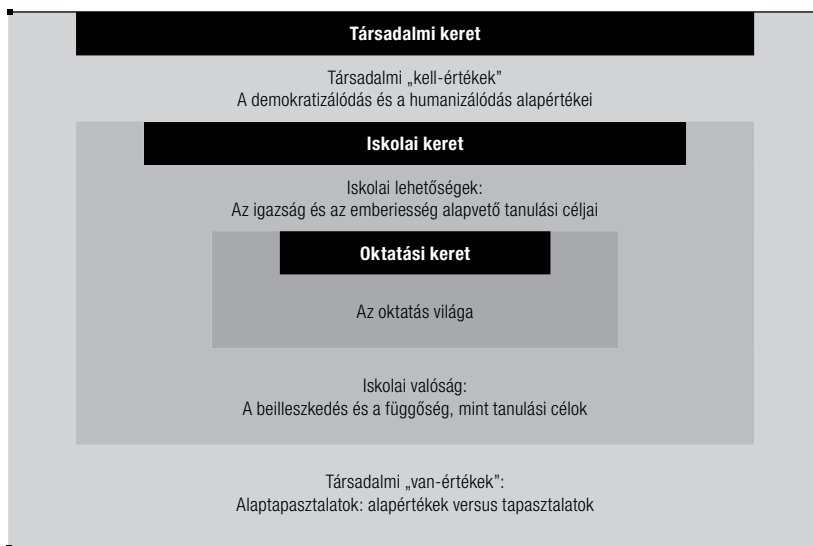 Társadalmi keret
Társadalmi „kell-értékek”
A demokratizálódás és a humanizálódás alapértékei
Iskolai keret
Iskolai lehetőségek:
Az igazság és az emberiesség alapvető tanulási céljai
Oktatási keret
Az oktatás világa
Iskolai valóság:
A beilleszkedés és a függőség, mint tanulási célok
Társadalmi „van-értékek”:
Alaptapasztalatok: alapértékek versus tapasztalatok